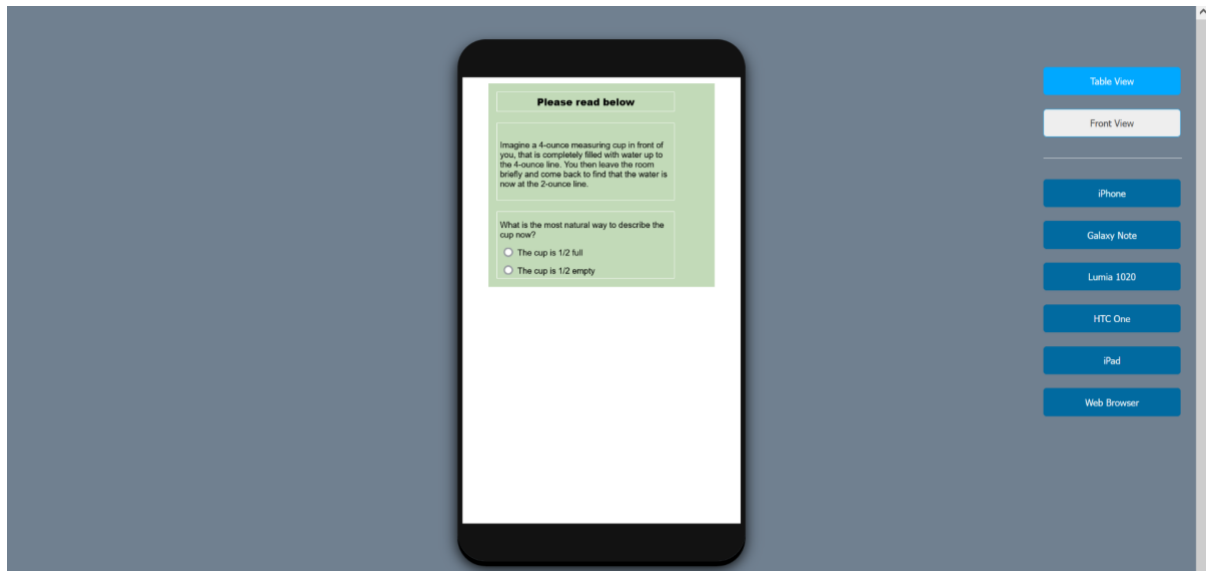 Please read below
Imagine a 4-ounce measuring cup in front of
you, that is completely filled with water up to
the 4-ounce line. You then leave the room
briefly and come back to find that the water is
now at the 2-ounce line.
What is the most natural way to describe the
cup now?
The cup is 1/2 full
The cup is 1/2 empty
Table View
Front View
iPhone
Galaxy Note
Lumia 1020
HTC One
iPad
Web Browser